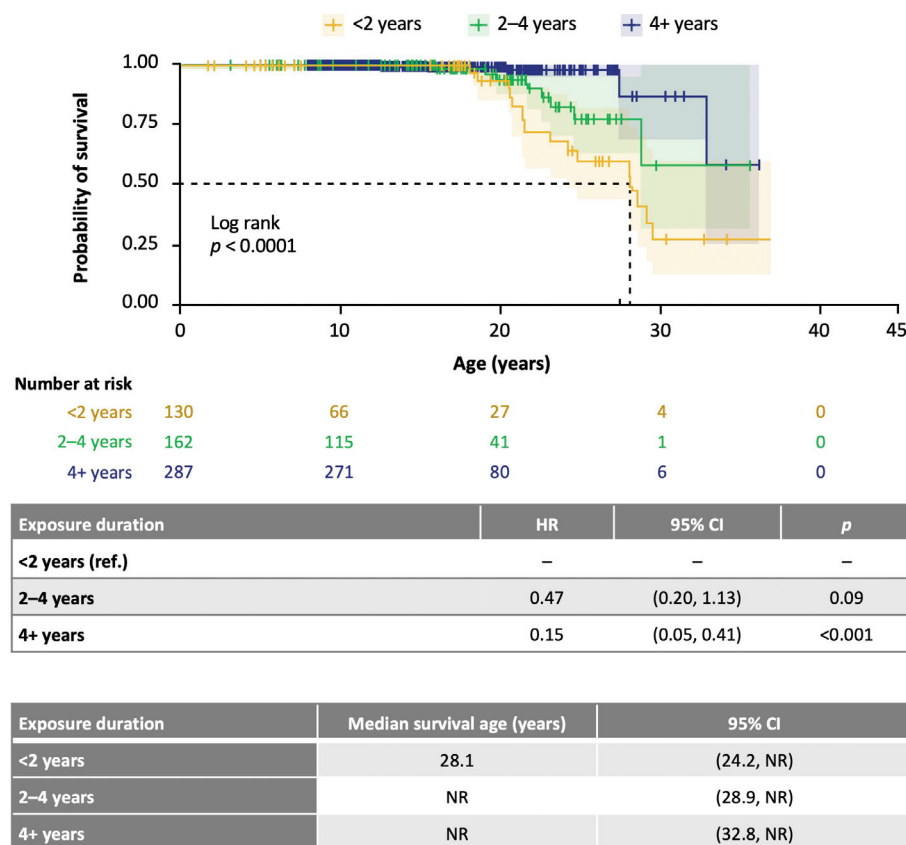 <2 years 2–4 years 4+ years
1.00
0.75
0.50
0.25
0.00
Probability of survival
Log rank
p < 0.0001
0 10 20 30 40 45
Age (years)
Number at risk
<2 years 130 66 27 4 0
2–4 years 162 115 41 1 0
4+ years 287 271 80 6 0
Exposure duration HR 95% CI p
<2 years (ref.) – – –
2–4 years 0.47 (0.20, 1.13) 0.09
4+ years 0.15 (0.05, 0.41) <0.001
Exposure duration Median survival age (years) 95% CI
<2 years 28.1 (24.2, NR)
2–4 years NR (28.9, NR)
4+ years NR (32.8, NR)